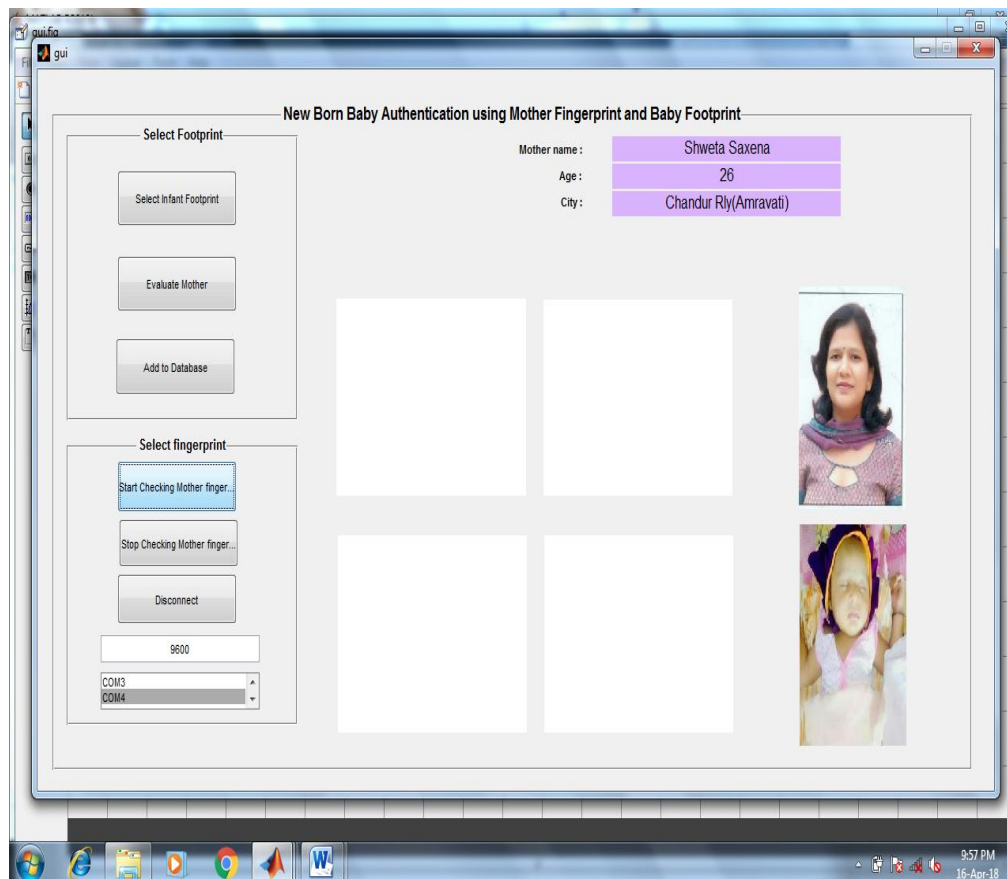 gui.fig
gui
New Born Baby Authentication using Mother Fingerprint and Baby Footprint
Select Footprint
Select Infant Footprint
Evaluate Mother
Add to Database
Mother name :
Shweta Saxena
Age :
26
City :
Chandur Rly(Amravati)
Select fingerprint
Start Checking Mother finger...
Stop Checking Mother finger...
Disconnect
9600
COM3
COM4
9:57 PM
16-Apr-18